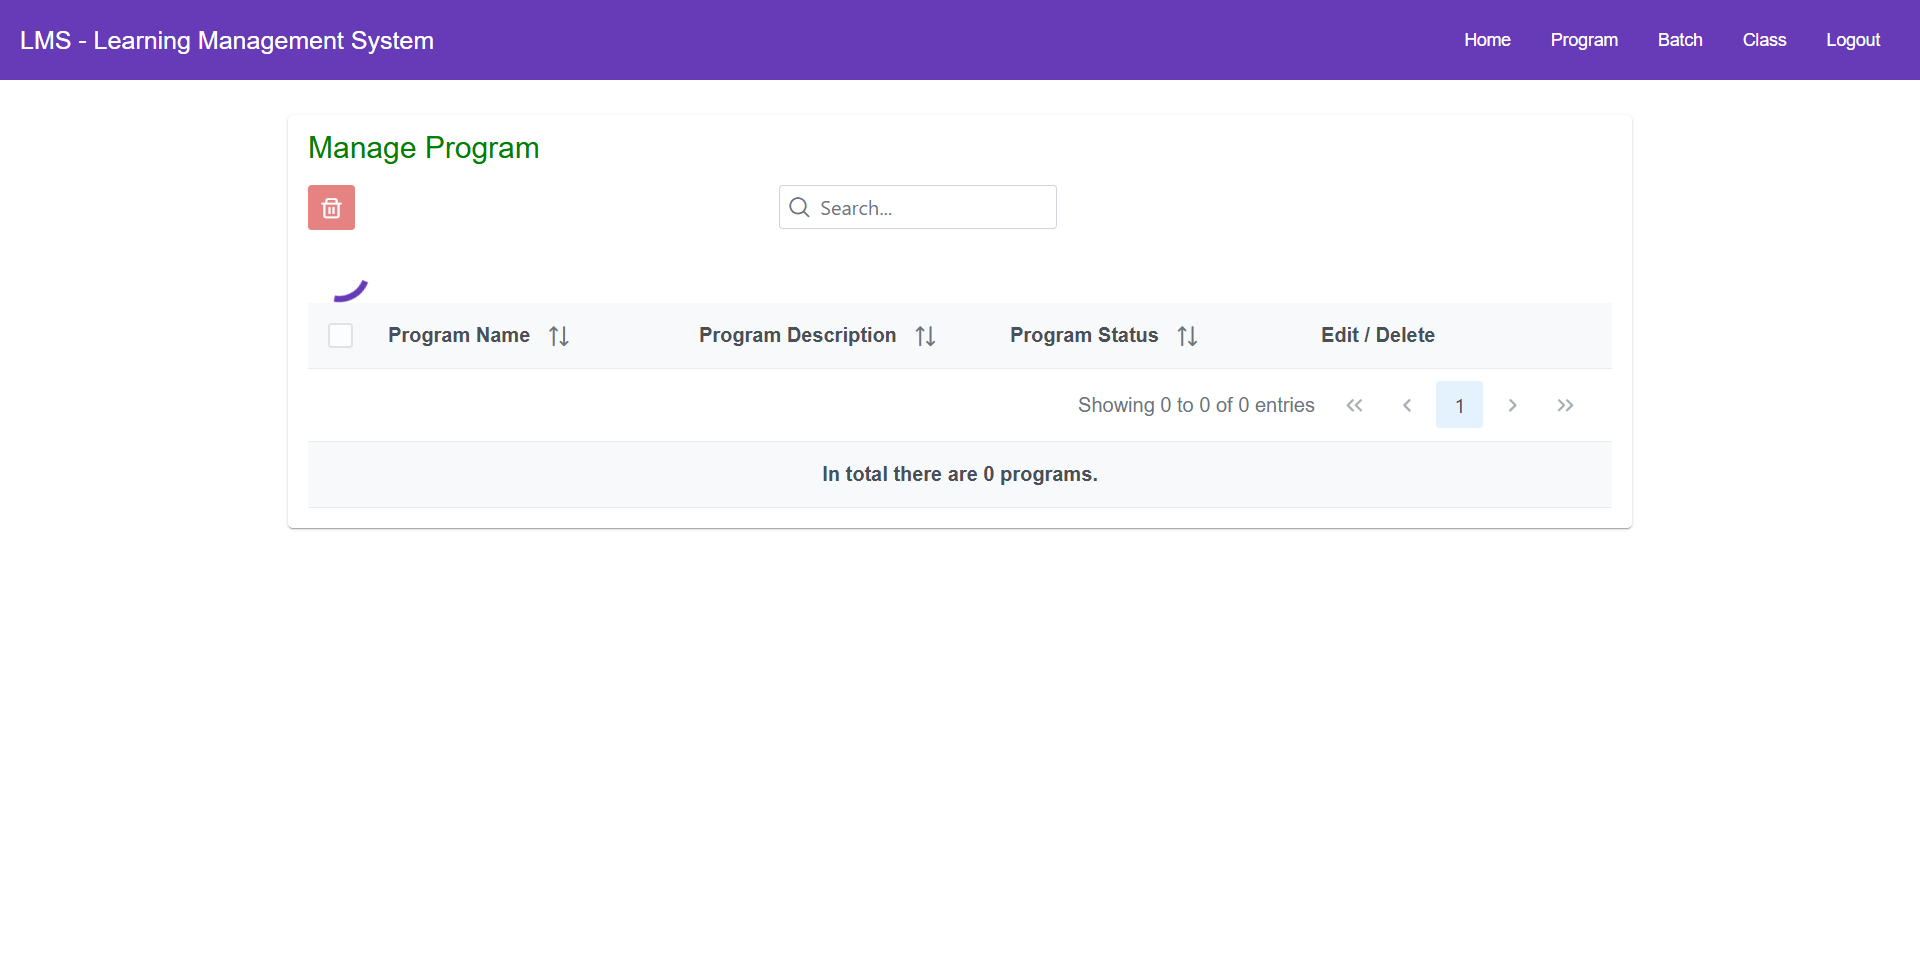 LMS - Learning Management System
Home Program Batch Class Logout
Manage Program
Search...
Program Name Program Description Program Status Edit / Delete
Showing 0 to 0 of 0 entries 1
In total there are 0 programs.